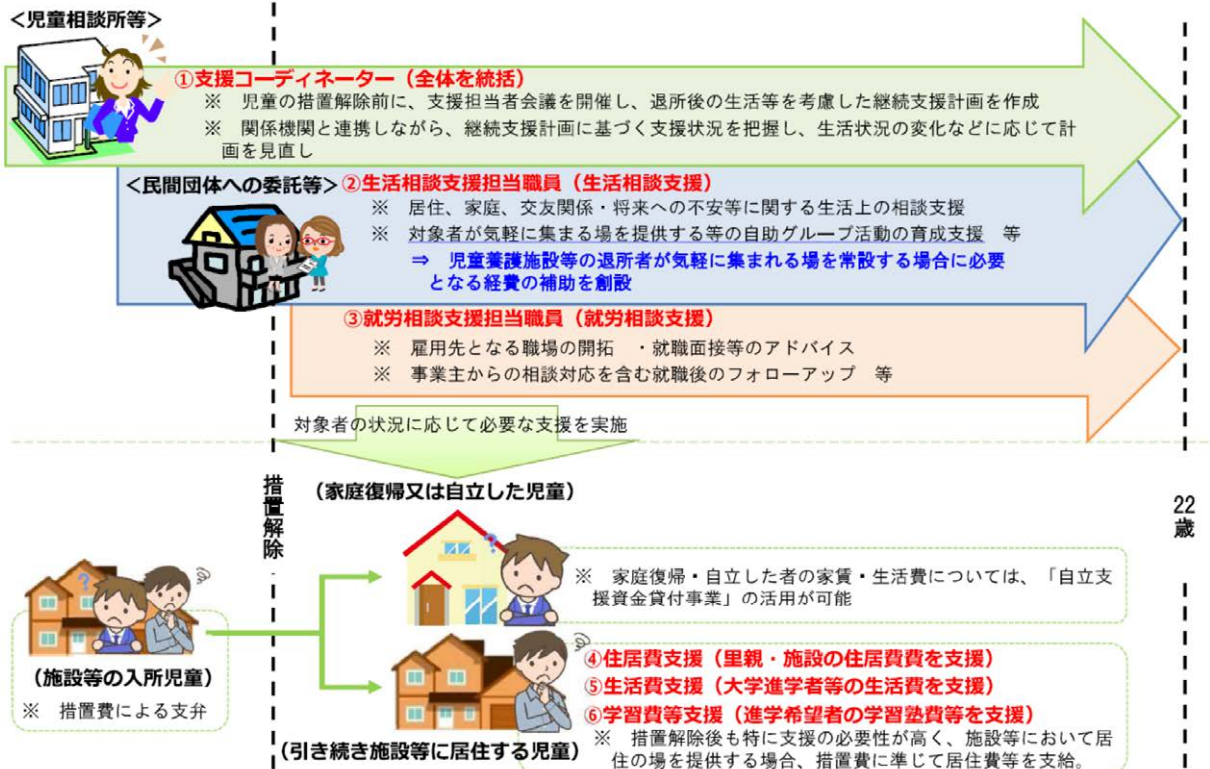 ＜児童相談所等＞
①支援コーディネーター（全体を統括）
※　児童の措置解除前に、支援担当者会議を開催し、退所後の生活等を考慮した継続支援計画を作成
※　関係機関と連携しながら、継続支援計画に基づく支援状況を把握し、生活状況の変化などに応じて計
画を見直し
＜民間団体への委託等＞
②生活相談支援担当職員（生活相談支援）
※　居住、家庭、交友関係・将来への不安等に関する生活上の相談支援
※　対象者が気軽に集まる場を提供する等の自助グループ活動の育成支援　等
⇒　児童養護施設等の退所者が気軽に集まれる場を常設する場合に必要
となる経費の補助を創設
③就労相談支援担当職員（就労相談支援）
※　雇用先となる職場の開拓　・就職面接等のアドバイス
※　事業主からの相談対応を含む就職後のフォローアップ　等
対象者の状況に応じて必要な支援を実施
措置解除
22
歳
（家庭復帰又は自立した児童）
※　家庭復帰・自立した者の家賃・生活費については、「自立支
援資金貸付事業」の活用が可能
（施設等の入所児童）
※　措置費による支弁
④住居費支援（里親・施設の住居費費を支援）
⑤生活費支援（大学進学者等の生活費を支援）
⑥学習費等支援（進学希望者の学習塾費等を支援）
※　措置解除後も特に支援の必要性が高く、施設等において居
住の場を提供する場合、措置費に準じて居住費等を支給。
（引き続き施設等に居住する児童）